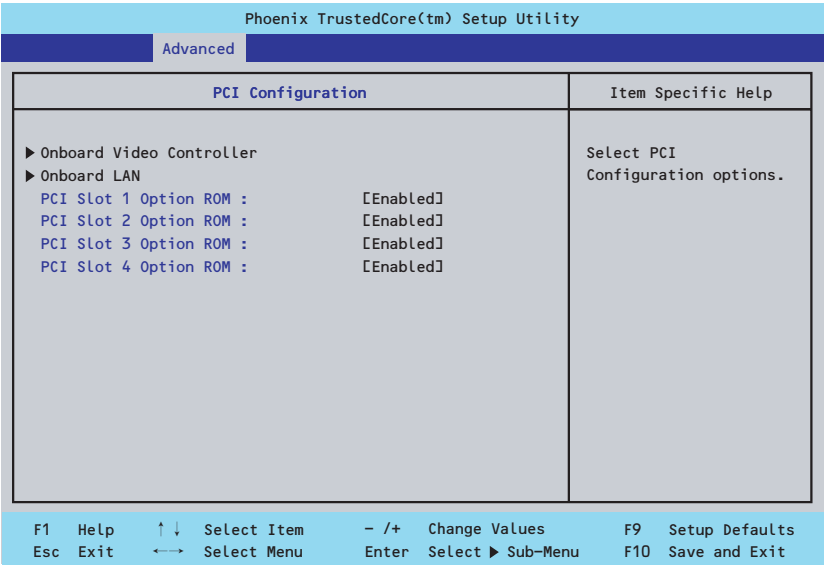 Phoenix TrustedCore(tm) Setup Utility
Advanced
PCI Configuration
Item Specific Help
▶ Onboard Video Controller
▶ Onboard LAN
PCI Slot 1 Option ROM : [Enabled]
PCI Slot 2 Option ROM : [Enabled]
PCI Slot 3 Option ROM : [Enabled]
PCI Slot 4 Option ROM : [Enabled]
Select PCI
Configuration options.
F1 Help ↑↓ Select Item – /+ Change Values F9 Setup Defaults
Esc Exit ←→ Select Menu Enter Select ▶ Sub–Menu F10 Save and Exit